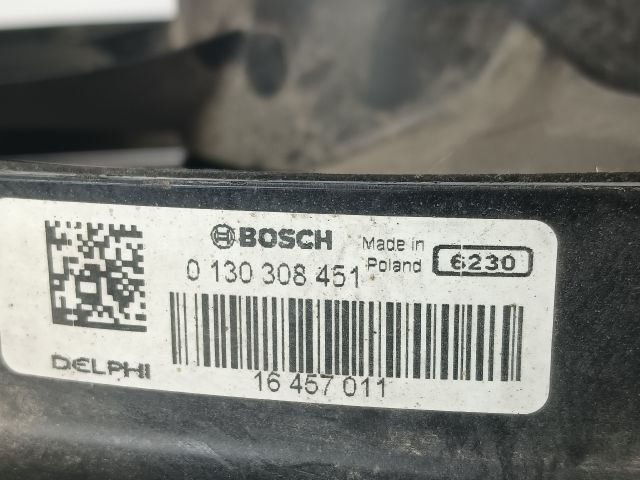 BOSCH
0 130 308 451
Made in
Poland
6230
DELPHI
16 457 011